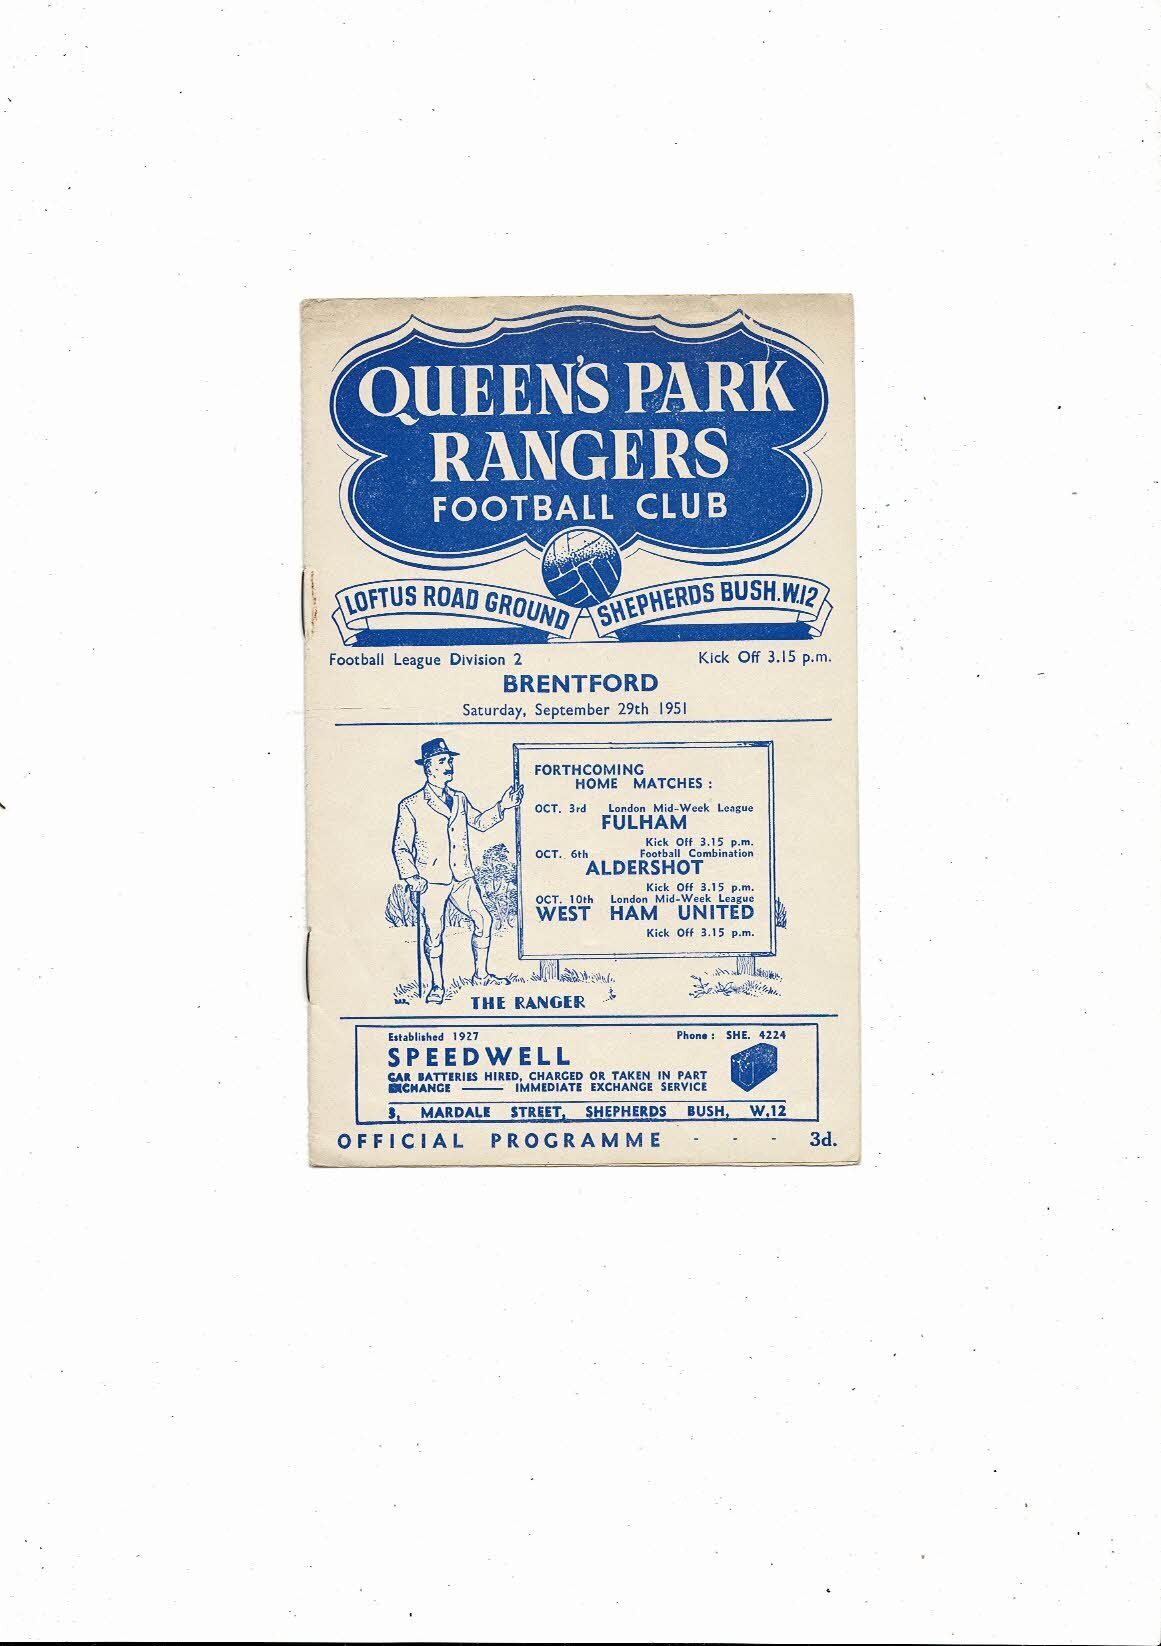 QUEEN'S PARK
RANGERS
FOOTBALL CLUB
LOFTUS ROAD GROUND
SHEPHERDS BUSH. W.12
Football League Division 2
Kick Off 3.15 p.m.
BRENTFORD
Saturday, September 29th 1951
FORTHCOMING
HOME MATCHES :
OCT. 3rd London Mid-Week League
FULHAM
Kick Off 3.15 p.m.
OCT. 6th Football Combination
ALDERSHOT
Kick Off 3.15 p.m.
OCT. 10th London Mid-Week League
WEST HAM UNITED
Kick Off 3.15 p.m.
THE RANGER
Established 1927
Phone : SHE. 4224
SPEEDWELL
CAR BATTERIES HIRED, CHARGED OR TAKEN IN PART
EXCHANGE —— IMMEDIATE EXCHANGE SERVICE
3, MARDALE STREET, SHEPHERDS BUSH, W.12
OFFICIAL PROGRAMME - - - 3d.